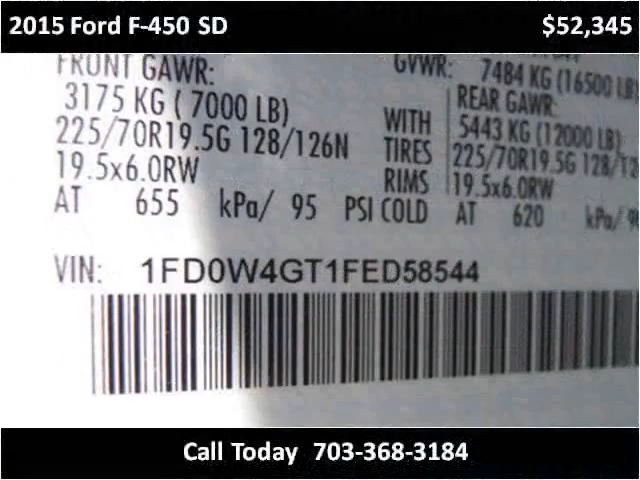 2015 Ford F-450 SD $52,345
FRONT GAWR: GVWR: 7484 KG (16500 LB)
3175 KG ( 7000 LB) REAR GAWR:
225/70R19.5G 128/126N WITH 5443 KG (12000 LB)
19.5x6.0RW TIRES 225/70R19.5G
RIMS 19.5x6.0RW
AT 655 kPa/ 95 PSI COLD AT 620 kPa/
VIN: 1FD0W4GT1FED58544
Call Today 703-368-3184